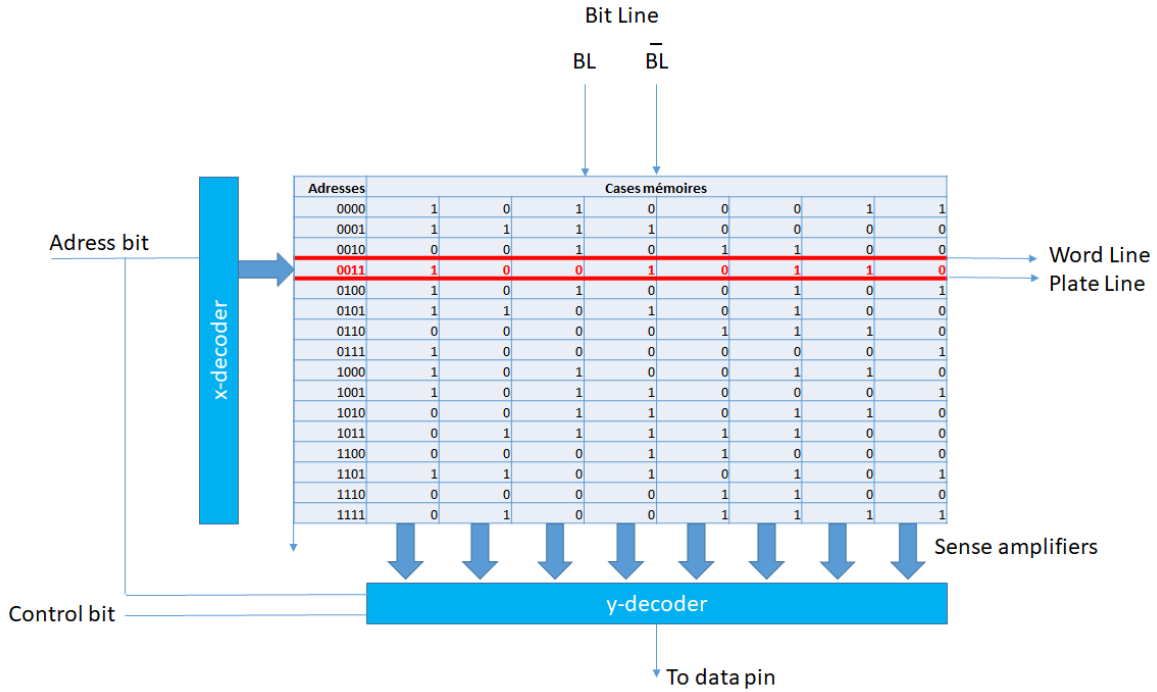 Bit Line
BL B̅L̅
Adresses Cases mémoires
0000 1 0 1 0 0 0 1 1
0001 1 1 1 1 0 0 0 0
0010 0 0 1 0 1 1 0 0
0011 1 0 0 1 0 1 1 0
0100 1 0 1 0 0 1 0 1
0101 1 1 0 1 0 1 0 0
0110 0 0 0 0 1 1 1 0
0111 1 0 0 0 0 0 0 1
1000 1 0 1 0 0 1 1 0
1001 1 0 1 1 0 0 0 1
1010 0 0 1 1 0 1 1 0
1011 0 1 1 1 1 1 0 0
1100 0 0 0 1 1 0 0 0
1101 1 1 0 1 0 1 0 1
1110 0 0 0 0 1 1 0 0
1111 0 1 0 0 1 1 1 1
Adress bit
x-decoder
Word Line
Plate Line
Sense amplifiers
y-decoder
Control bit
To data pin